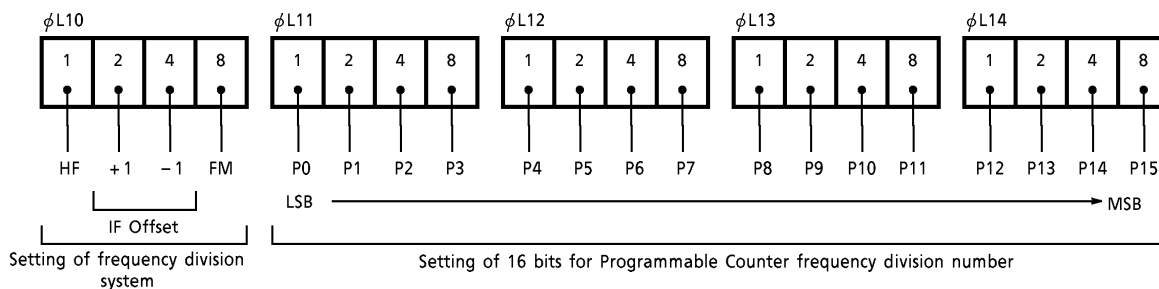 φL10 φL11 φL12 φL13 φL14
1 2 4 8 1 2 4 8 1 2 4 8 1 2 4 8 1 2 4 8
HF +1 −1 FM P0 P1 P2 P3 P4 P5 P6 P7 P8 P9 P10 P11 P12 P13 P14 P15
LSB MSB
IF Offset
Setting of frequency division
system
Setting of 16 bits for Programmable Counter frequency division number